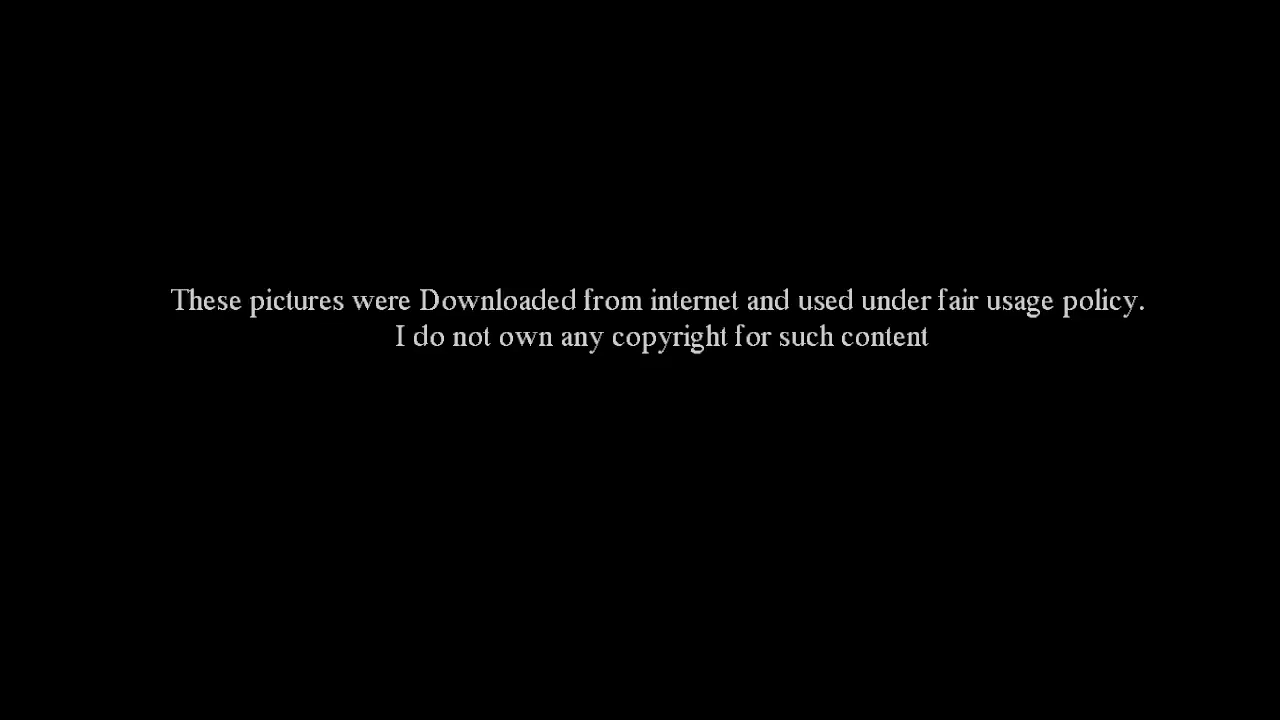 These pictures were Downloaded from internet and used under fair usage policy.
I do not own any copyright for such content